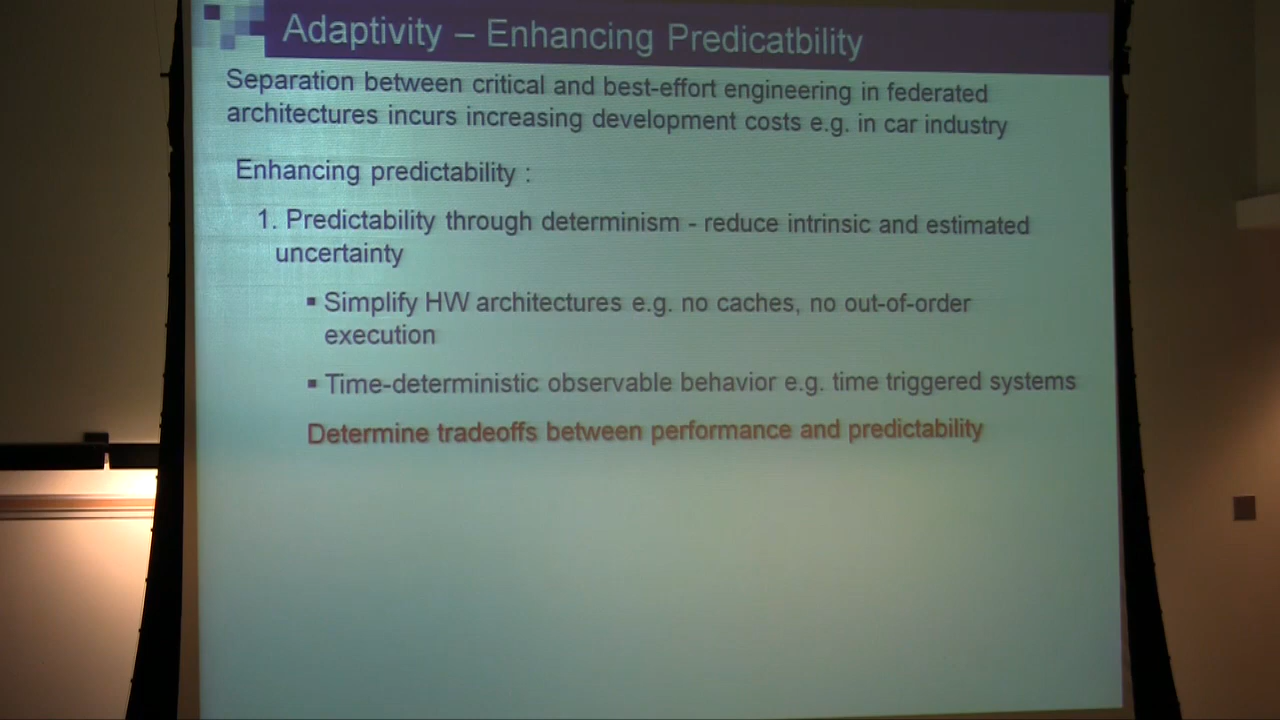 Adaptivity – Enhancing Predicatbility
Separation between critical and best-effort engineering in federated
architectures incurs increasing development costs e.g. in car industry
Enhancing predictability :
1. Predictability through determinism - reduce intrinsic and estimated
uncertainty
▪ Simplify HW architectures e.g. no caches, no out-of-order
execution
▪ Time-deterministic observable behavior e.g. time triggered systems
Determine tradeoffs between performance and predictability